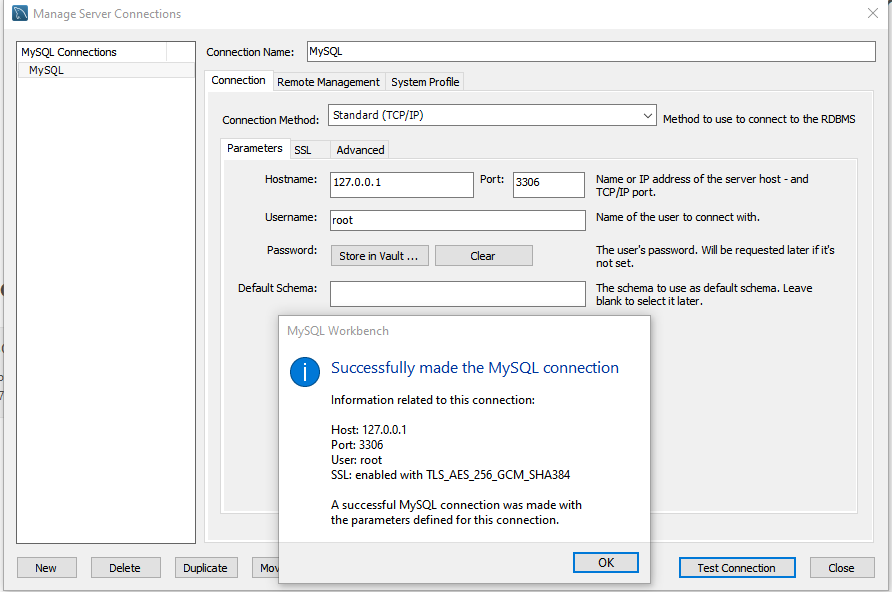 Manage Server Connections
MySQL Connections
MySQL
Connection Name:
MySQL
Connection
Remote Management
System Profile
Connection Method:
Standard (TCP/IP)
Method to use to connect to the RDBMS
Parameters
SSL
Advanced
Hostname:
127.0.0.1
Port:
3306
Name or IP address of the server host - and
TCP/IP port.
Username:
root
Name of the user to connect with.
Password:
Store in Vault ...
Clear
The user's password. Will be requested later if it's
not set.
Default Schema:
The schema to use as default schema. Leave
blank to select it later.
MySQL Workbench
Successfully made the MySQL connection
Information related to this connection:
Host: 127.0.0.1
Port: 3306
User: root
SSL: enabled with TLS_AES_256_GCM_SHA384
A successful MySQL connection was made with
the parameters defined for this connection.
OK
New
Delete
Duplicate
Test Connection
Close